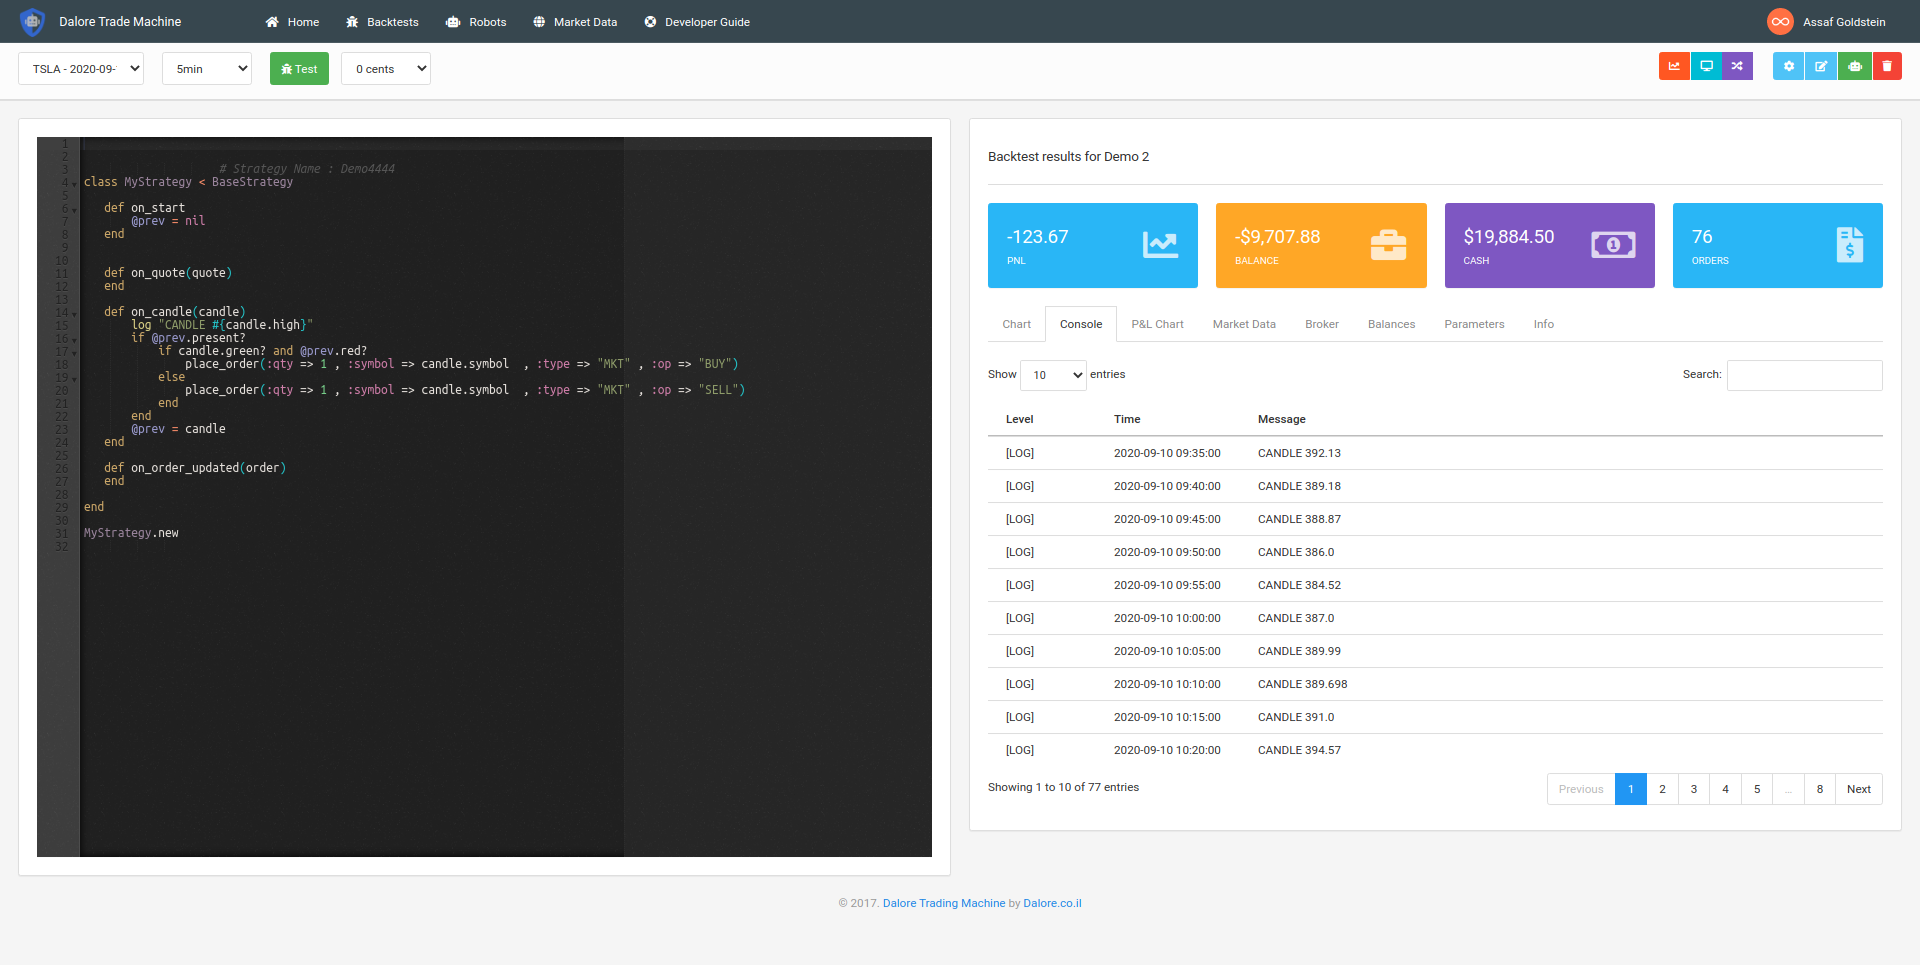 Dalore Trade Machine
Home
Backtests
Robots
Market Data
Developer Guide
Assaf Goldstein
TSLA - 2020-09-
5min
Test
0 cents
1
2
3 # Strategy Name : Demo4444
4 class MyStrategy < BaseStrategy
5
6 def on_start
7 @prev = nil
8 end
9
10
11 def on_quote(quote)
12 end
13
14 def on_candle(candle)
15 log "CANDLE #{candle.high}"
16 if @prev.present?
17 if candle.green? and @prev.red?
18 place_order(:qty => 1 , :symbol => candle.symbol , :type => "MKT" , :op => "BUY")
19 else
20 place_order(:qty => 1 , :symbol => candle.symbol , :type => "MKT" , :op => "SELL")
21 end
22 end
23 @prev = candle
24 end
25
26 def on_order_updated(order)
27 end
28
29 end
30
31 MyStrategy.new
32
Backtest results for Demo 2
-123.67
PNL
-$9,707.88
BALANCE
$19,884.50
CASH
76
ORDERS
Chart Console P&L Chart Market Data Broker Balances Parameters Info
Show 10 entries
Search:
Level Time Message
[LOG] 2020-09-10 09:35:00 CANDLE 392.13
[LOG] 2020-09-10 09:40:00 CANDLE 389.18
[LOG] 2020-09-10 09:45:00 CANDLE 388.87
[LOG] 2020-09-10 09:50:00 CANDLE 386.0
[LOG] 2020-09-10 09:55:00 CANDLE 384.52
[LOG] 2020-09-10 10:00:00 CANDLE 387.0
[LOG] 2020-09-10 10:05:00 CANDLE 389.99
[LOG] 2020-09-10 10:10:00 CANDLE 389.698
[LOG] 2020-09-10 10:15:00 CANDLE 391.0
[LOG] 2020-09-10 10:20:00 CANDLE 394.57
Showing 1 to 10 of 77 entries
Previous 1 2 3 4 5 … 8 Next
© 2017. Dalore Trading Machine by Dalore.co.il